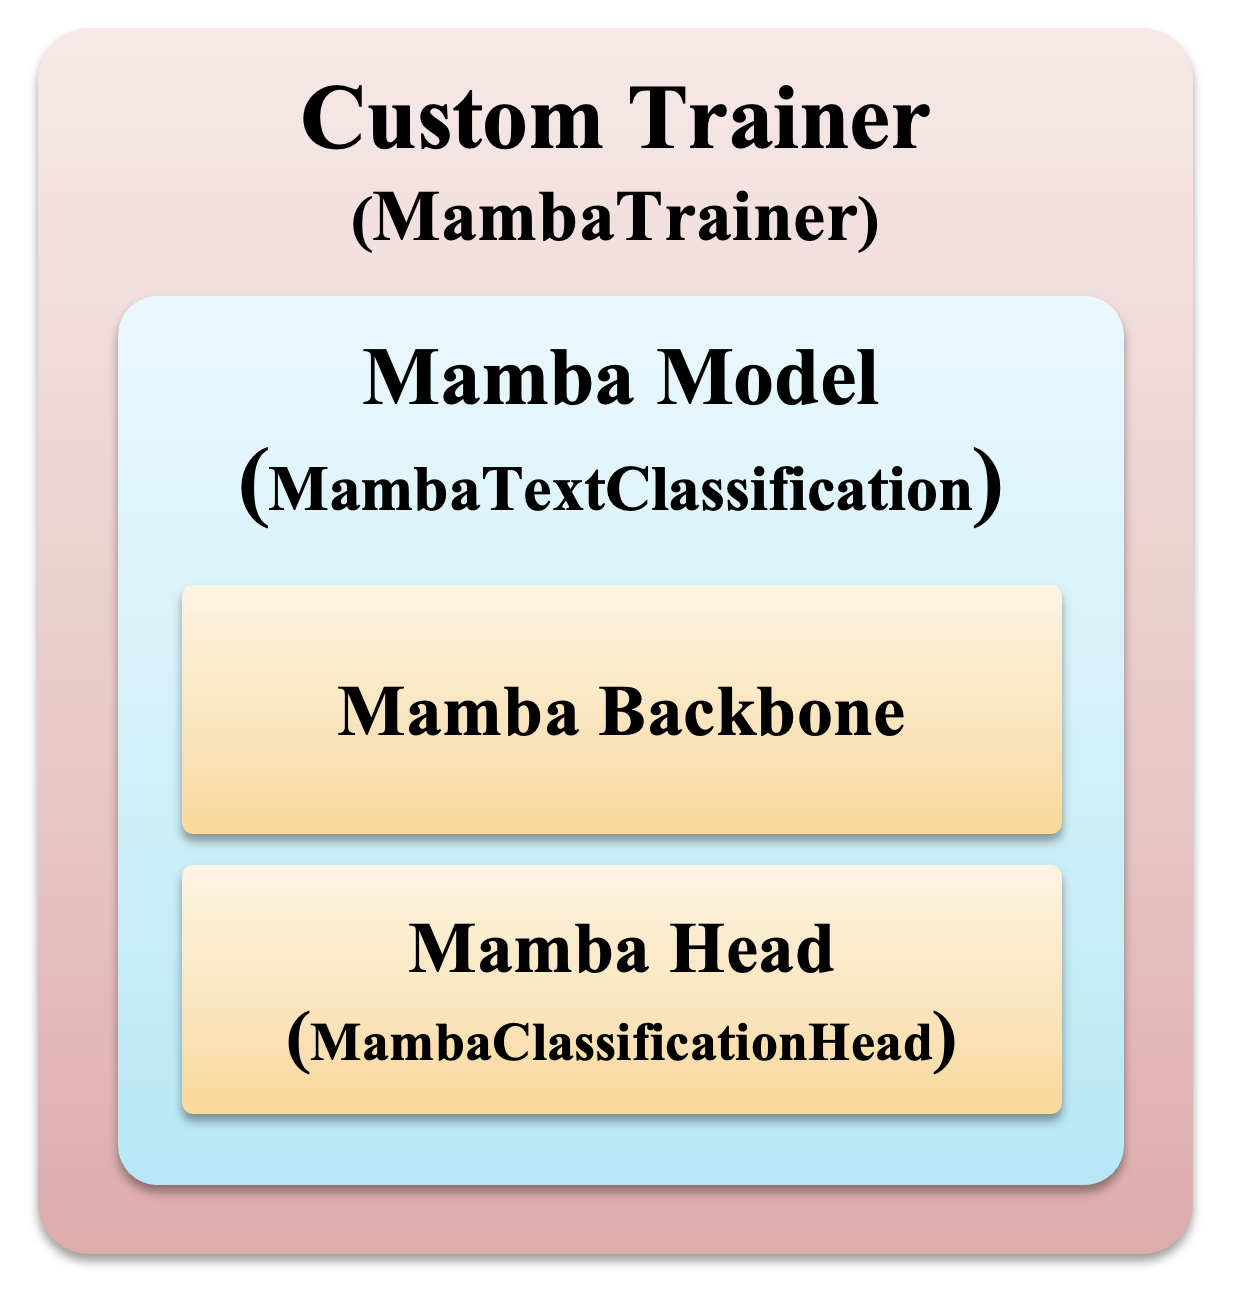 Custom Trainer
(MambaTrainer)
Mamba Model
(MambaTextClassification)
Mamba Backbone
Mamba Head
(MambaClassificationHead)